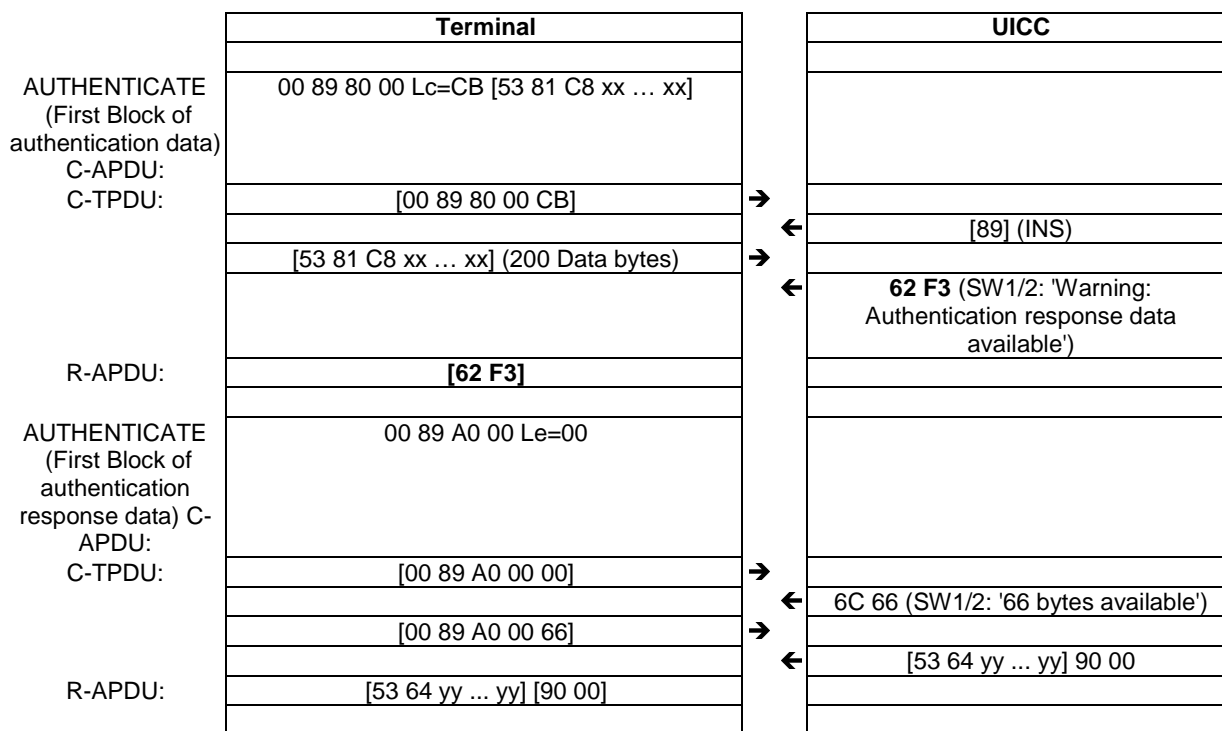 Terminal UICC
AUTHENTICATE 00 89 80 00 Lc=CB [53 81 C8 xx … xx]
(First Block of
authentication data)
C-APDU:
C-TPDU: [00 89 80 00 CB] ➔
🡰 [89] (INS)
[53 81 C8 xx … xx] (200 Data bytes) ➔
🡰 62 F3 (SW1/2: 'Warning:
Authentication response data
available')
R-APDU: [62 F3]
AUTHENTICATE 00 89 A0 00 Le=00
(First Block of
authentication
response data) C-
APDU:
C-TPDU: [00 89 A0 00 00] ➔
🡰 6C 66 (SW1/2: '66 bytes available')
[00 89 A0 00 66] ➔
🡰 [53 64 yy ... yy] 90 00
R-APDU: [53 64 yy ... yy] [90 00]